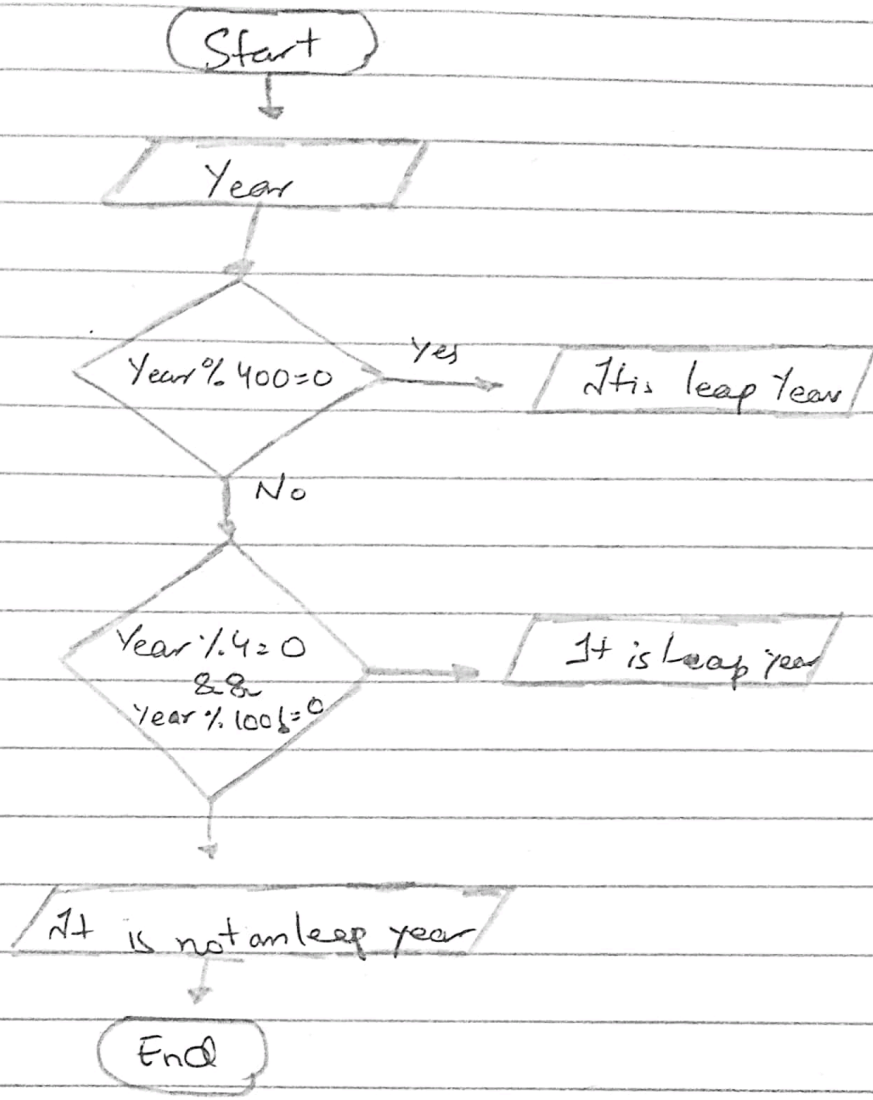 Start
Year
Year % 400=0
Yes
It is leap Year
No
Year % 4=0
&&
Year % 100!=0
It is Leap year
It is not an leap year
End